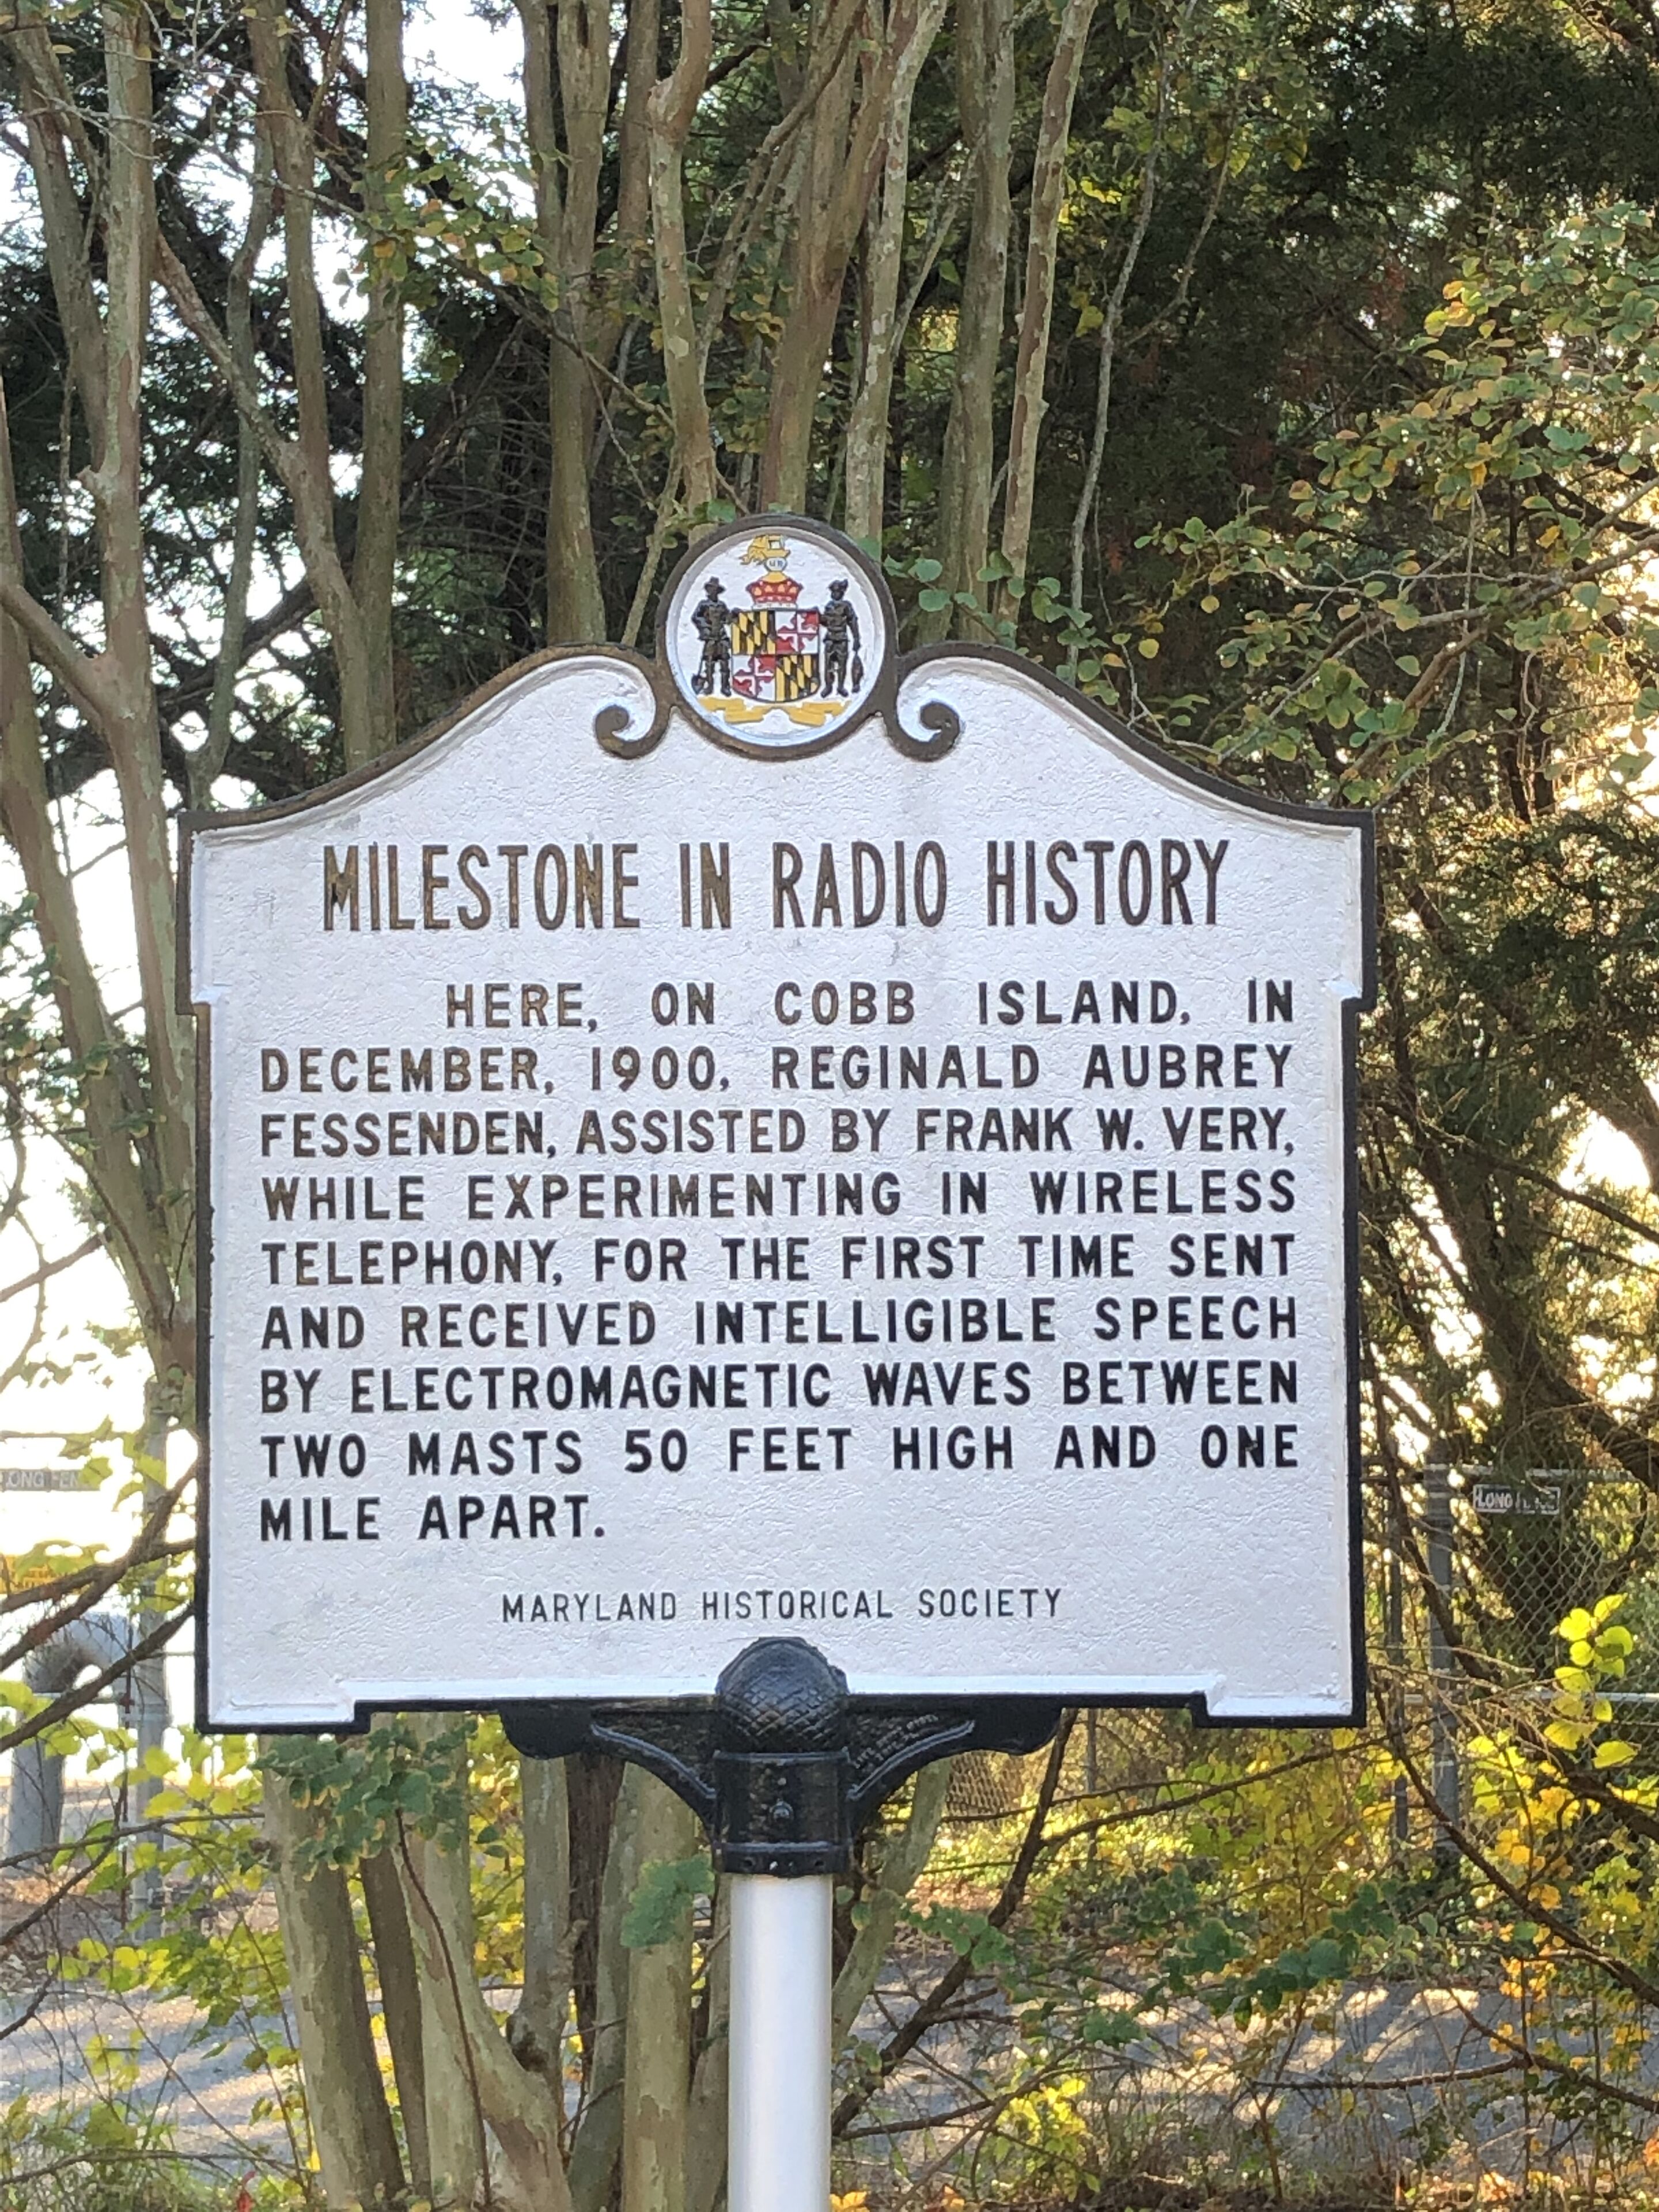 MILESTONE IN RADIO HISTORY
HERE, ON COBB ISLAND, IN
DECEMBER, 1900, REGINALD AUBREY
FESSENDEN, ASSISTED BY FRANK W. VERY,
WHILE EXPERIMENTING IN WIRELESS
TELEPHONY, FOR THE FIRST TIME SENT
AND RECEIVED INTELLIGIBLE SPEECH
BY ELECTROMAGNETIC WAVES BETWEEN
TWO MASTS 50 FEET HIGH AND ONE
MILE APART.
MARYLAND HISTORICAL SOCIETY
LONG